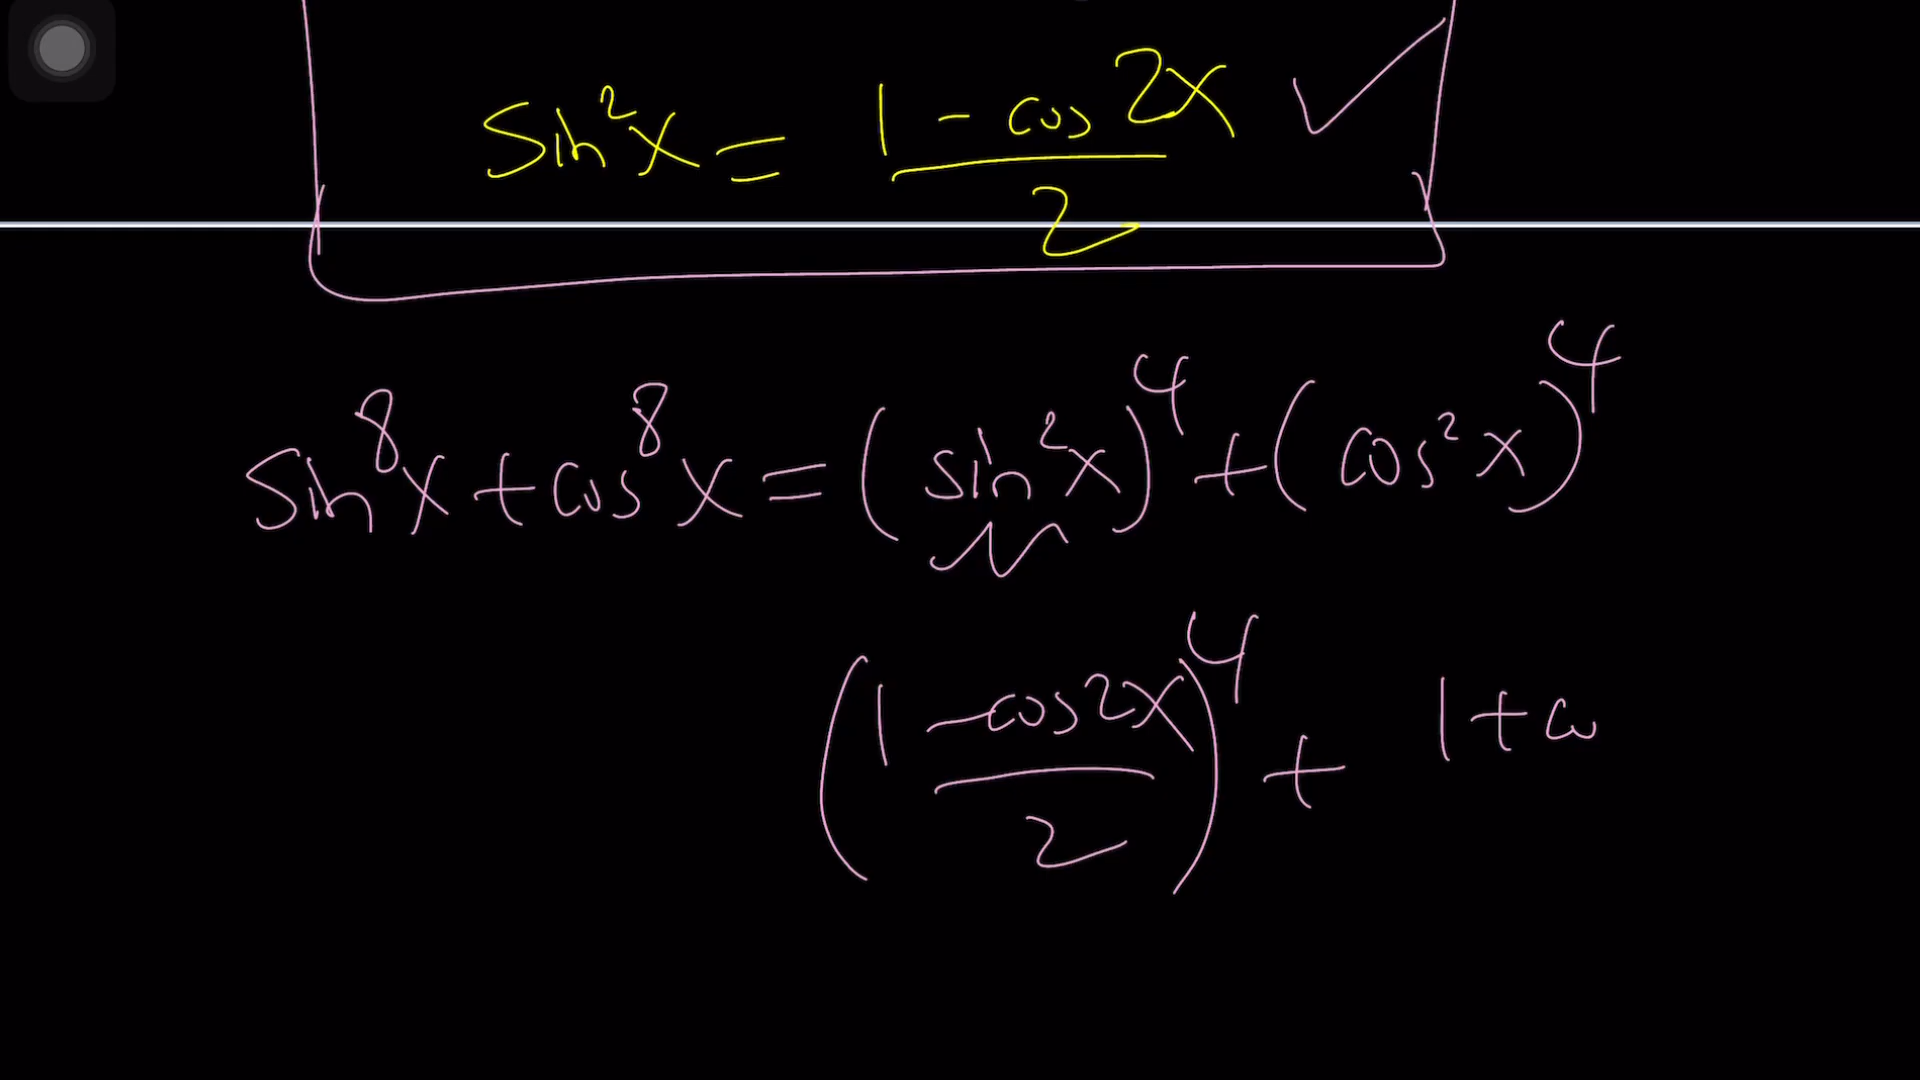 sin²x = (1 - cos 2x)/2 ✓
sin⁸x + cos⁸x = (sin²x)⁴ + (cos²x)⁴
((1 - cos2x)/2)⁴ + 1 + co